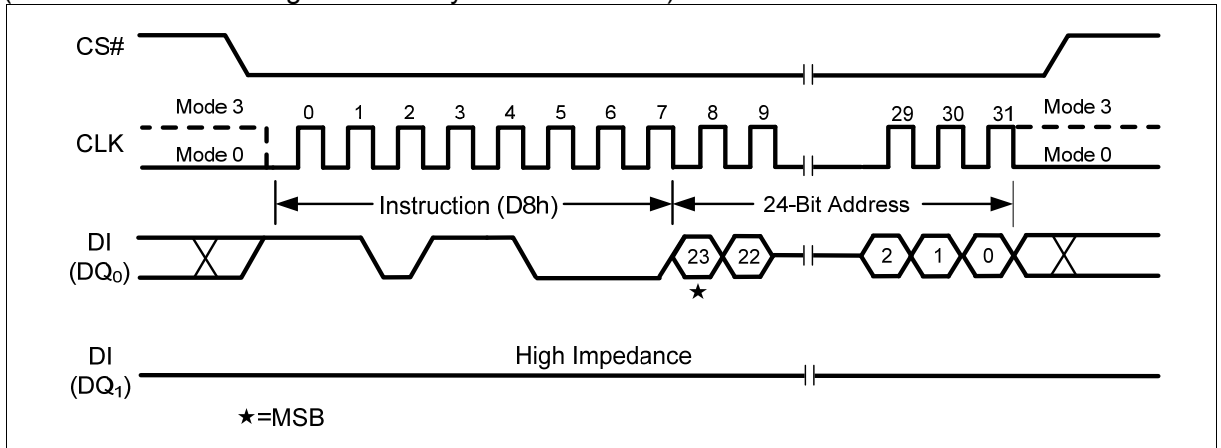 CS#
Mode 3
0 1 2 3 4 5 6 7 8 9 29 30 31
Mode 3
CLK
Mode 0
Mode 0
Instruction (D8h)
24-Bit Address
DI
(DQ0)
23 22 2 1 0
★
High Impedance
DI
(DQ1)
★=MSB